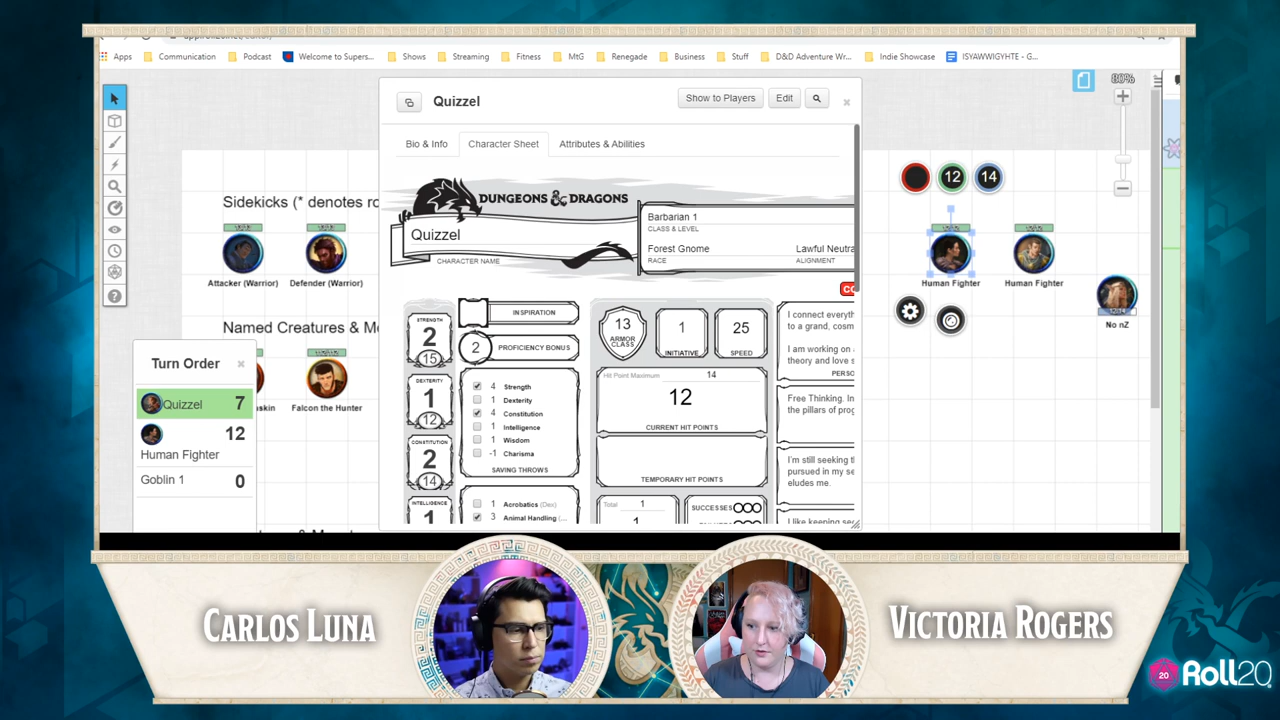 Apps Communication Podcast Welcome to Supers... Shows Streaming Fitness MtG Renegade Business Stuff D&D Adventure Wr... Indie Showcase ISYAWWIGYHTE - G...
Quizzel
Show to Players Edit
80%
Bio & Info Character Sheet Attributes & Abilities
Sidekicks (* denotes ro
Attacker (Warrior) Defender (Warrior)
Named Creatures & Mo
Falcon the Hunter
Turn Order
Quizzel 7
12
Human Fighter
Goblin 1 0
DUNGEONS & DRAGONS
Quizzel
CHARACTER NAME
Barbarian 1
CLASS & LEVEL
Forest Gnome Lawful Neutra
RACE ALIGNMENT
STRENGTH
2
15
DEXTERITY
1
12
CONSTITUTION
2
14
INTELLIGENCE
1
INSPIRATION
2 PROFICIENCY BONUS
4 Strength
1 Dexterity
4 Constitution
1 Intelligence
1 Wisdom
-1 Charisma
SAVING THROWS
1 Acrobatics (Dex)
3 Animal Handling (...
13
ARMOR
CLASS
1
INITIATIVE
25
SPEED
Hit Point Maximum 14
12
CURRENT HIT POINTS
TEMPORARY HIT POINTS
Total 1
1
SUCCESSES
I connect everyth
to a grand, cosm
I am working on
theory and love s
PERSO
Free Thinking. In
the pillars of prog
I'm still seeking th
pursued in my se
eludes me.
I like keeping sec
12 14
Human Fighter Human Fighter
No nZ
CARLOS LUNA
VICTORIA ROGERS
20
Roll20